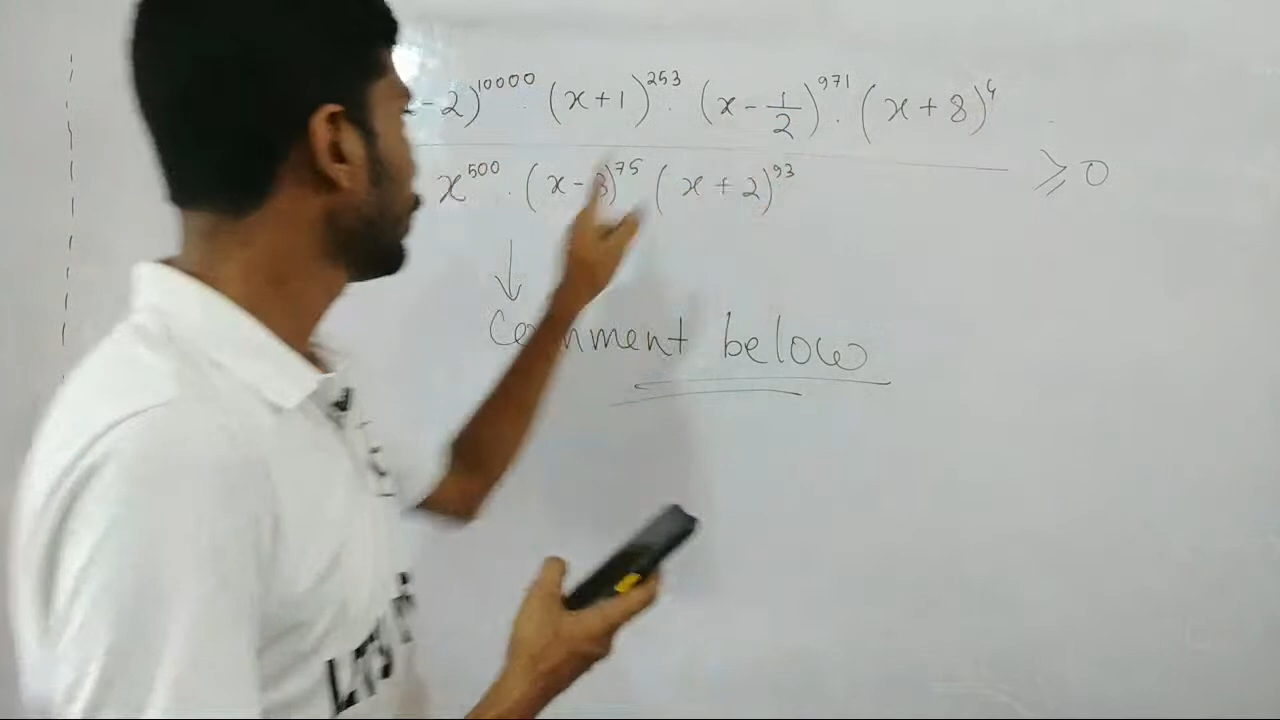 x-2)^10000 · (x+1)^253 · (x-1/2)^971 · (x+8)^4
x^500 · (x-3)^75 (x+2)^93 ≥ 0
↓
Comment below